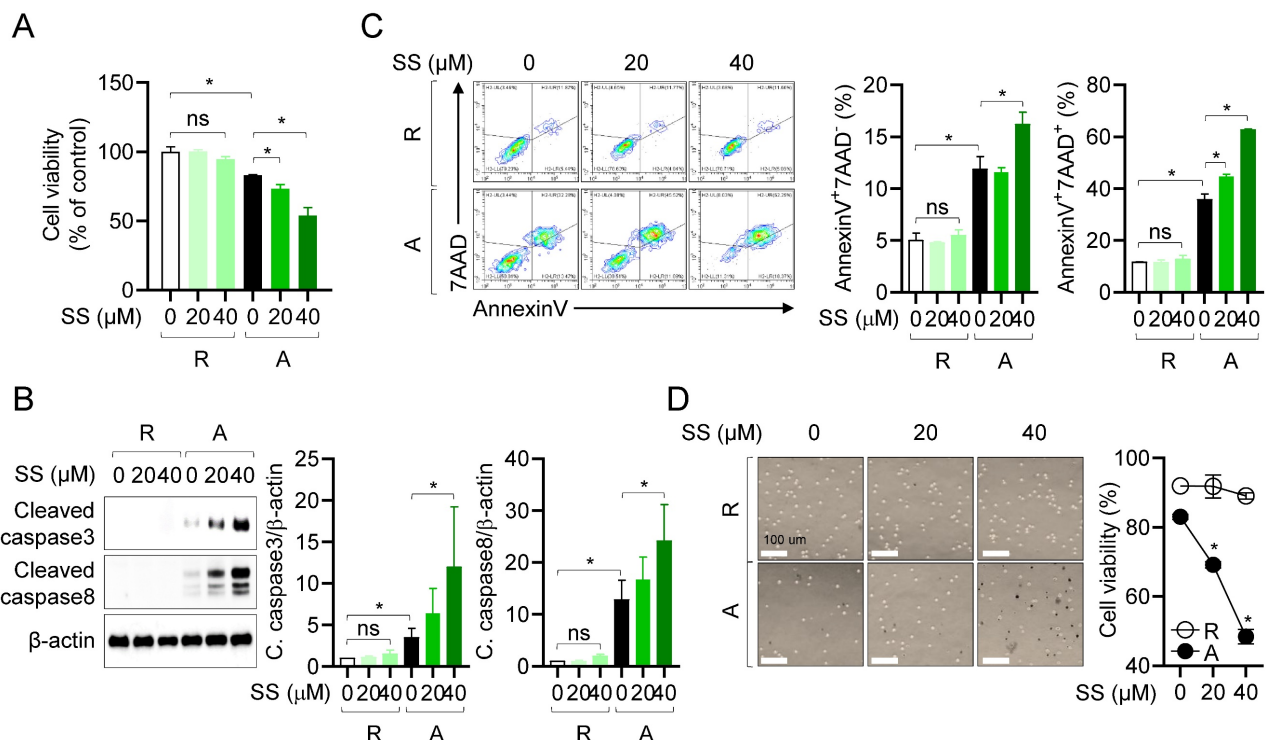 A
Cell viability
(% of control)
150
100
50
0
*
ns
*
*
SS (µM)
0 20 40 0 20 40
R A
B
R A
SS (µM)
0 20 40 0 20 40
Cleaved
caspase3
Cleaved
caspase8
β-actin
C. caspase3/β-actin
25
20
15
10
5
0
*
*
ns
SS (µM)
0 20 40 0 20 40
R A
C. caspase8/β-actin
40
30
20
10
0
*
*
ns
0 20 40 0 20 40
R A
C
SS (µM) 0 20 40
R
A
7AAD
AnnexinV
AnnexinV+7AAD- (%)
20
15
10
5
0
*
*
ns
SS (µM)
0 20 40 0 20 40
R A
AnnexinV+7AAD+ (%)
80
60
40
20
0
*
*
*
ns
0 20 40 0 20 40
R A
D
SS (µM) 0 20 40
R
100 um
A
Cell viability (%)
100
80
60
40
*
*
R
A
SS (µM) 0 20 40